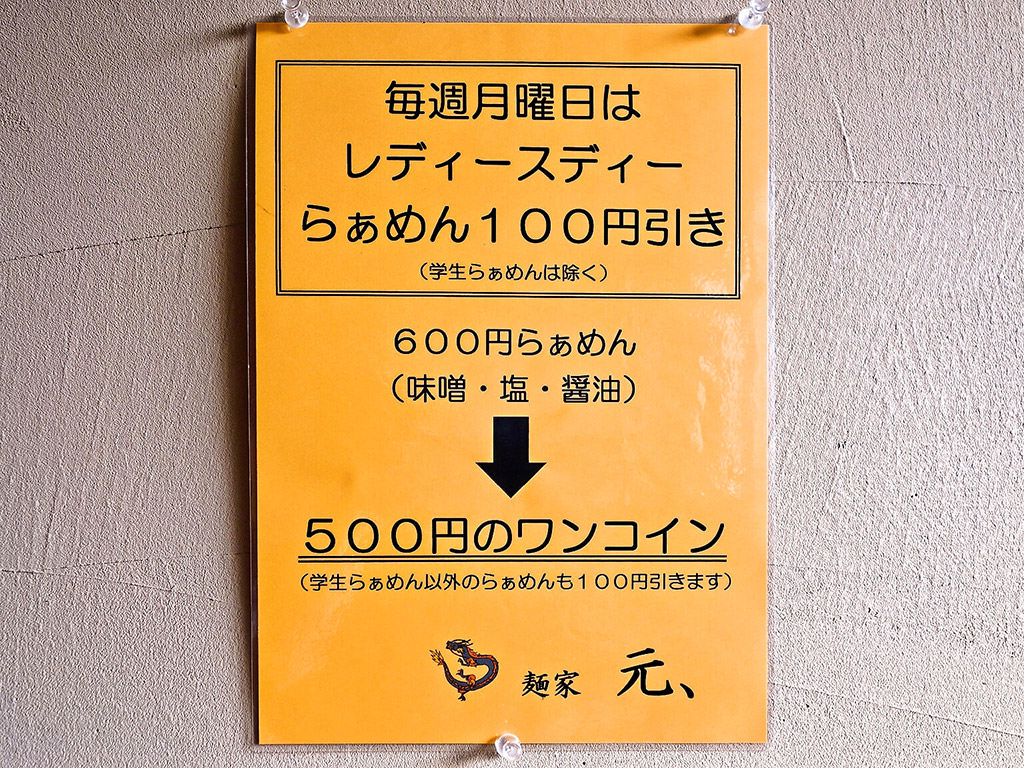 毎週月曜日は
レディースディー
らぁめん１００円引き
（学生らぁめんは除く）
６００円らぁめん
（味噌・塩・醤油）
５００円のワンコイン
（学生らぁめん以外のらぁめんも１００円引きます）
麺家　元、